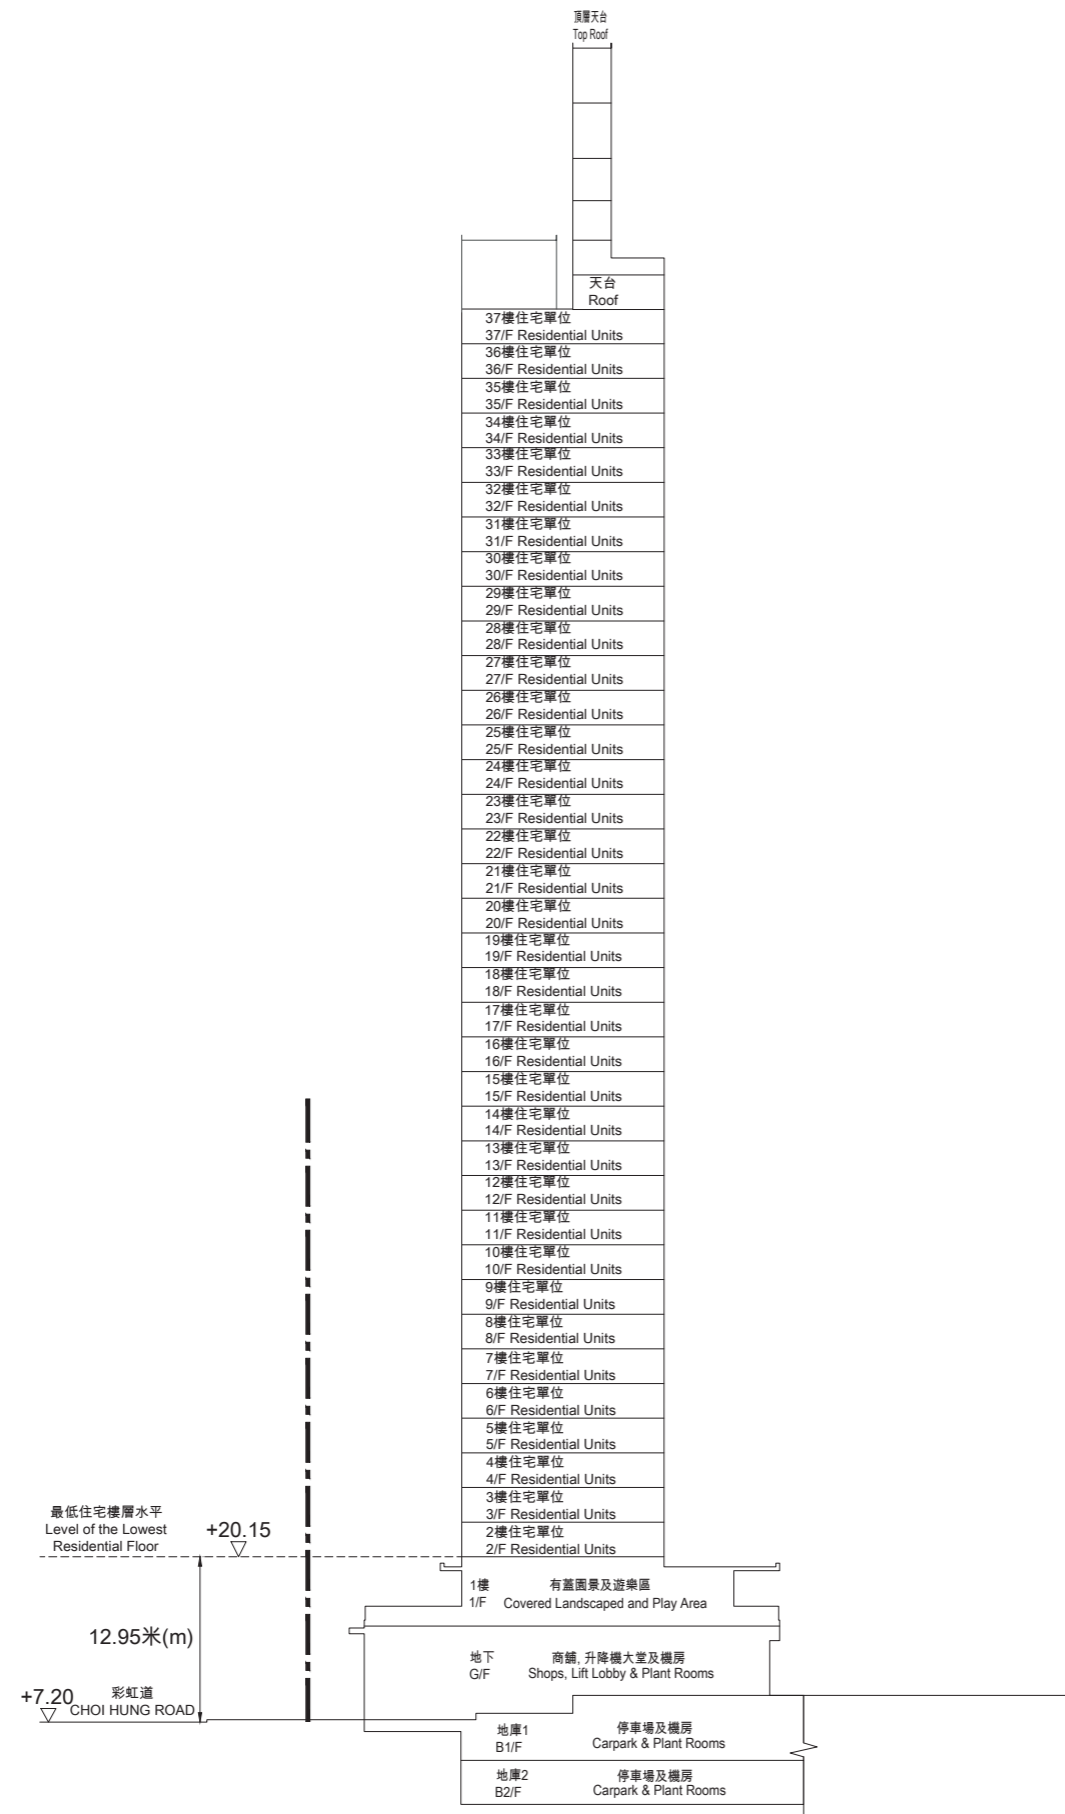 頂層天台
Top Roof
天台
Roof
37樓住宅單位
37/F Residential Units
36樓住宅單位
36/F Residential Units
35樓住宅單位
35/F Residential Units
34樓住宅單位
34/F Residential Units
33樓住宅單位
33/F Residential Units
32樓住宅單位
32/F Residential Units
31樓住宅單位
31/F Residential Units
30樓住宅單位
30/F Residential Units
29樓住宅單位
29/F Residential Units
28樓住宅單位
28/F Residential Units
27樓住宅單位
27/F Residential Units
26樓住宅單位
26/F Residential Units
25樓住宅單位
25/F Residential Units
24樓住宅單位
24/F Residential Units
23樓住宅單位
23/F Residential Units
22樓住宅單位
22/F Residential Units
21樓住宅單位
21/F Residential Units
20樓住宅單位
20/F Residential Units
19樓住宅單位
19/F Residential Units
18樓住宅單位
18/F Residential Units
17樓住宅單位
17/F Residential Units
16樓住宅單位
16/F Residential Units
15樓住宅單位
15/F Residential Units
14樓住宅單位
14/F Residential Units
13樓住宅單位
13/F Residential Units
12樓住宅單位
12/F Residential Units
11樓住宅單位
11/F Residential Units
10樓住宅單位
10/F Residential Units
9樓住宅單位
9/F Residential Units
8樓住宅單位
8/F Residential Units
7樓住宅單位
7/F Residential Units
6樓住宅單位
6/F Residential Units
5樓住宅單位
5/F Residential Units
4樓住宅單位
4/F Residential Units
3樓住宅單位
3/F Residential Units
2樓住宅單位
2/F Residential Units
最低住宅樓層水平
Level of the Lowest
Residential Floor
+20.15
1樓 有蓋園景及遊樂區
1/F Covered Landscaped and Play Area
12.95米(m)
地下 商舖, 升降機大堂及機房
G/F Shops, Lift Lobby & Plant Rooms
+7.20
彩虹道
CHOI HUNG ROAD
地庫1 停車場及機房
B1/F Carpark & Plant Rooms
地庫2 停車場及機房
B2/F Carpark & Plant Rooms